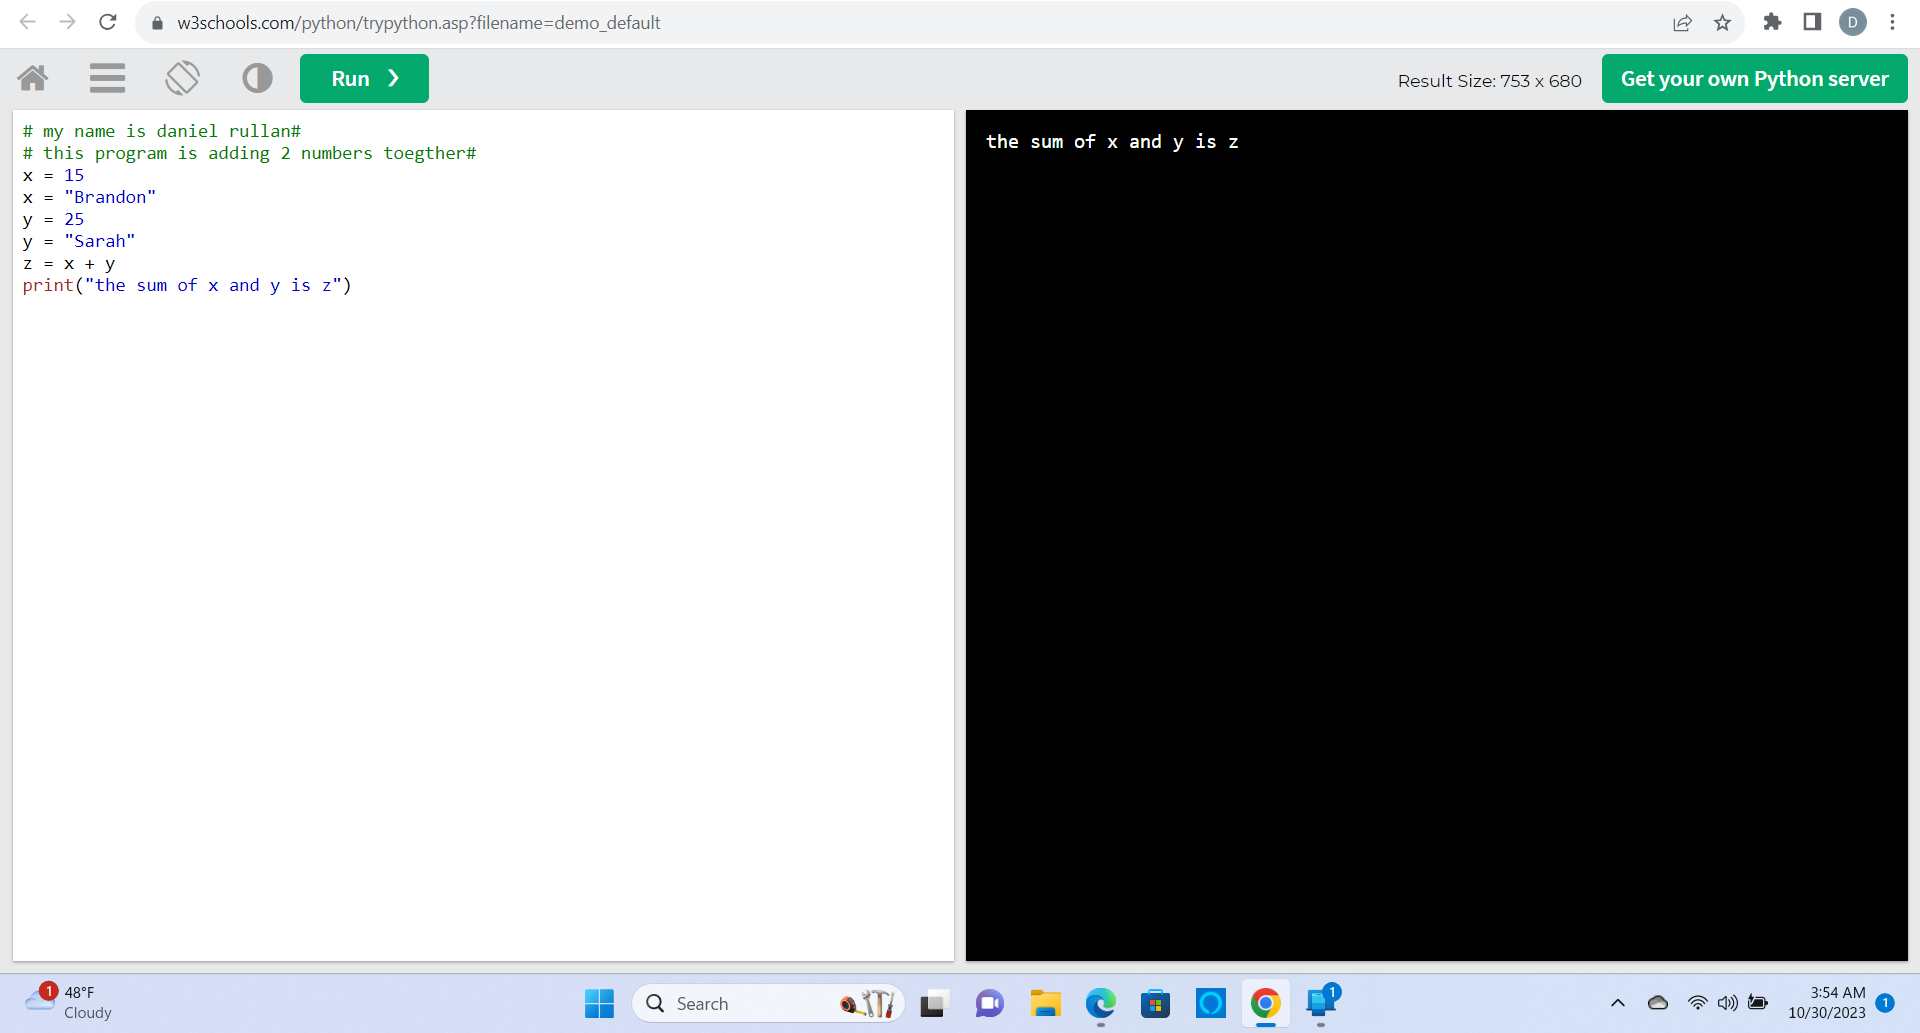 w3schools.com/python/trypython.asp?filename=demo_default
D
Run ❯
Result Size: 753 x 680
Get your own Python server
# my name is daniel rullan#
# this program is adding 2 numbers toegther#
x = 15
x = "Brandon"
y = 25
y = "Sarah"
z = x + y
print("the sum of x and y is z")
the sum of x and y is z
1
48°F
Cloudy
Search
1
3:54 AM
10/30/2023
1